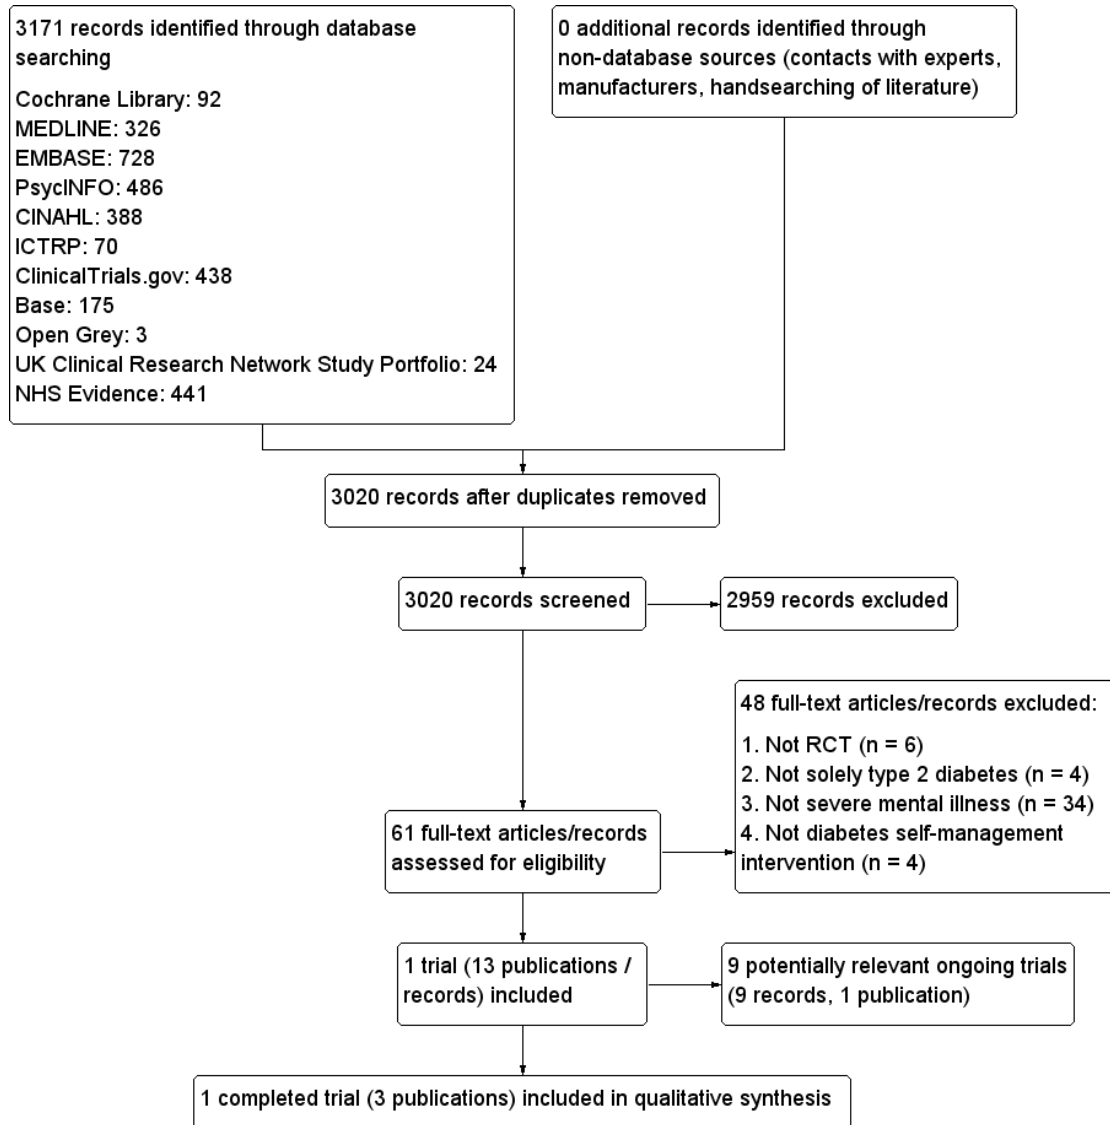 3171 records identified through database
searching
Cochrane Library: 92
MEDLINE: 326
EMBASE: 728
PsycINFO: 486
CINAHL: 388
ICTRP: 70
ClinicalTrials.gov: 438
Base: 175
Open Grey: 3
UK Clinical Research Network Study Portfolio: 24
NHS Evidence: 441
0 additional records identified through
non-database sources (contacts with experts,
manufacturers, handsearching of literature)
3020 records after duplicates removed
3020 records screened
2959 records excluded
48 full-text articles/records excluded:
1. Not RCT (n = 6)
2. Not solely type 2 diabetes (n = 4)
3. Not severe mental illness (n = 34)
4. Not diabetes self-management
intervention (n = 4)
61 full-text articles/records
assessed for eligibility
1 trial (13 publications /
records) included
9 potentially relevant ongoing trials
(9 records, 1 publication)
1 completed trial (3 publications) included in qualitative synthesis